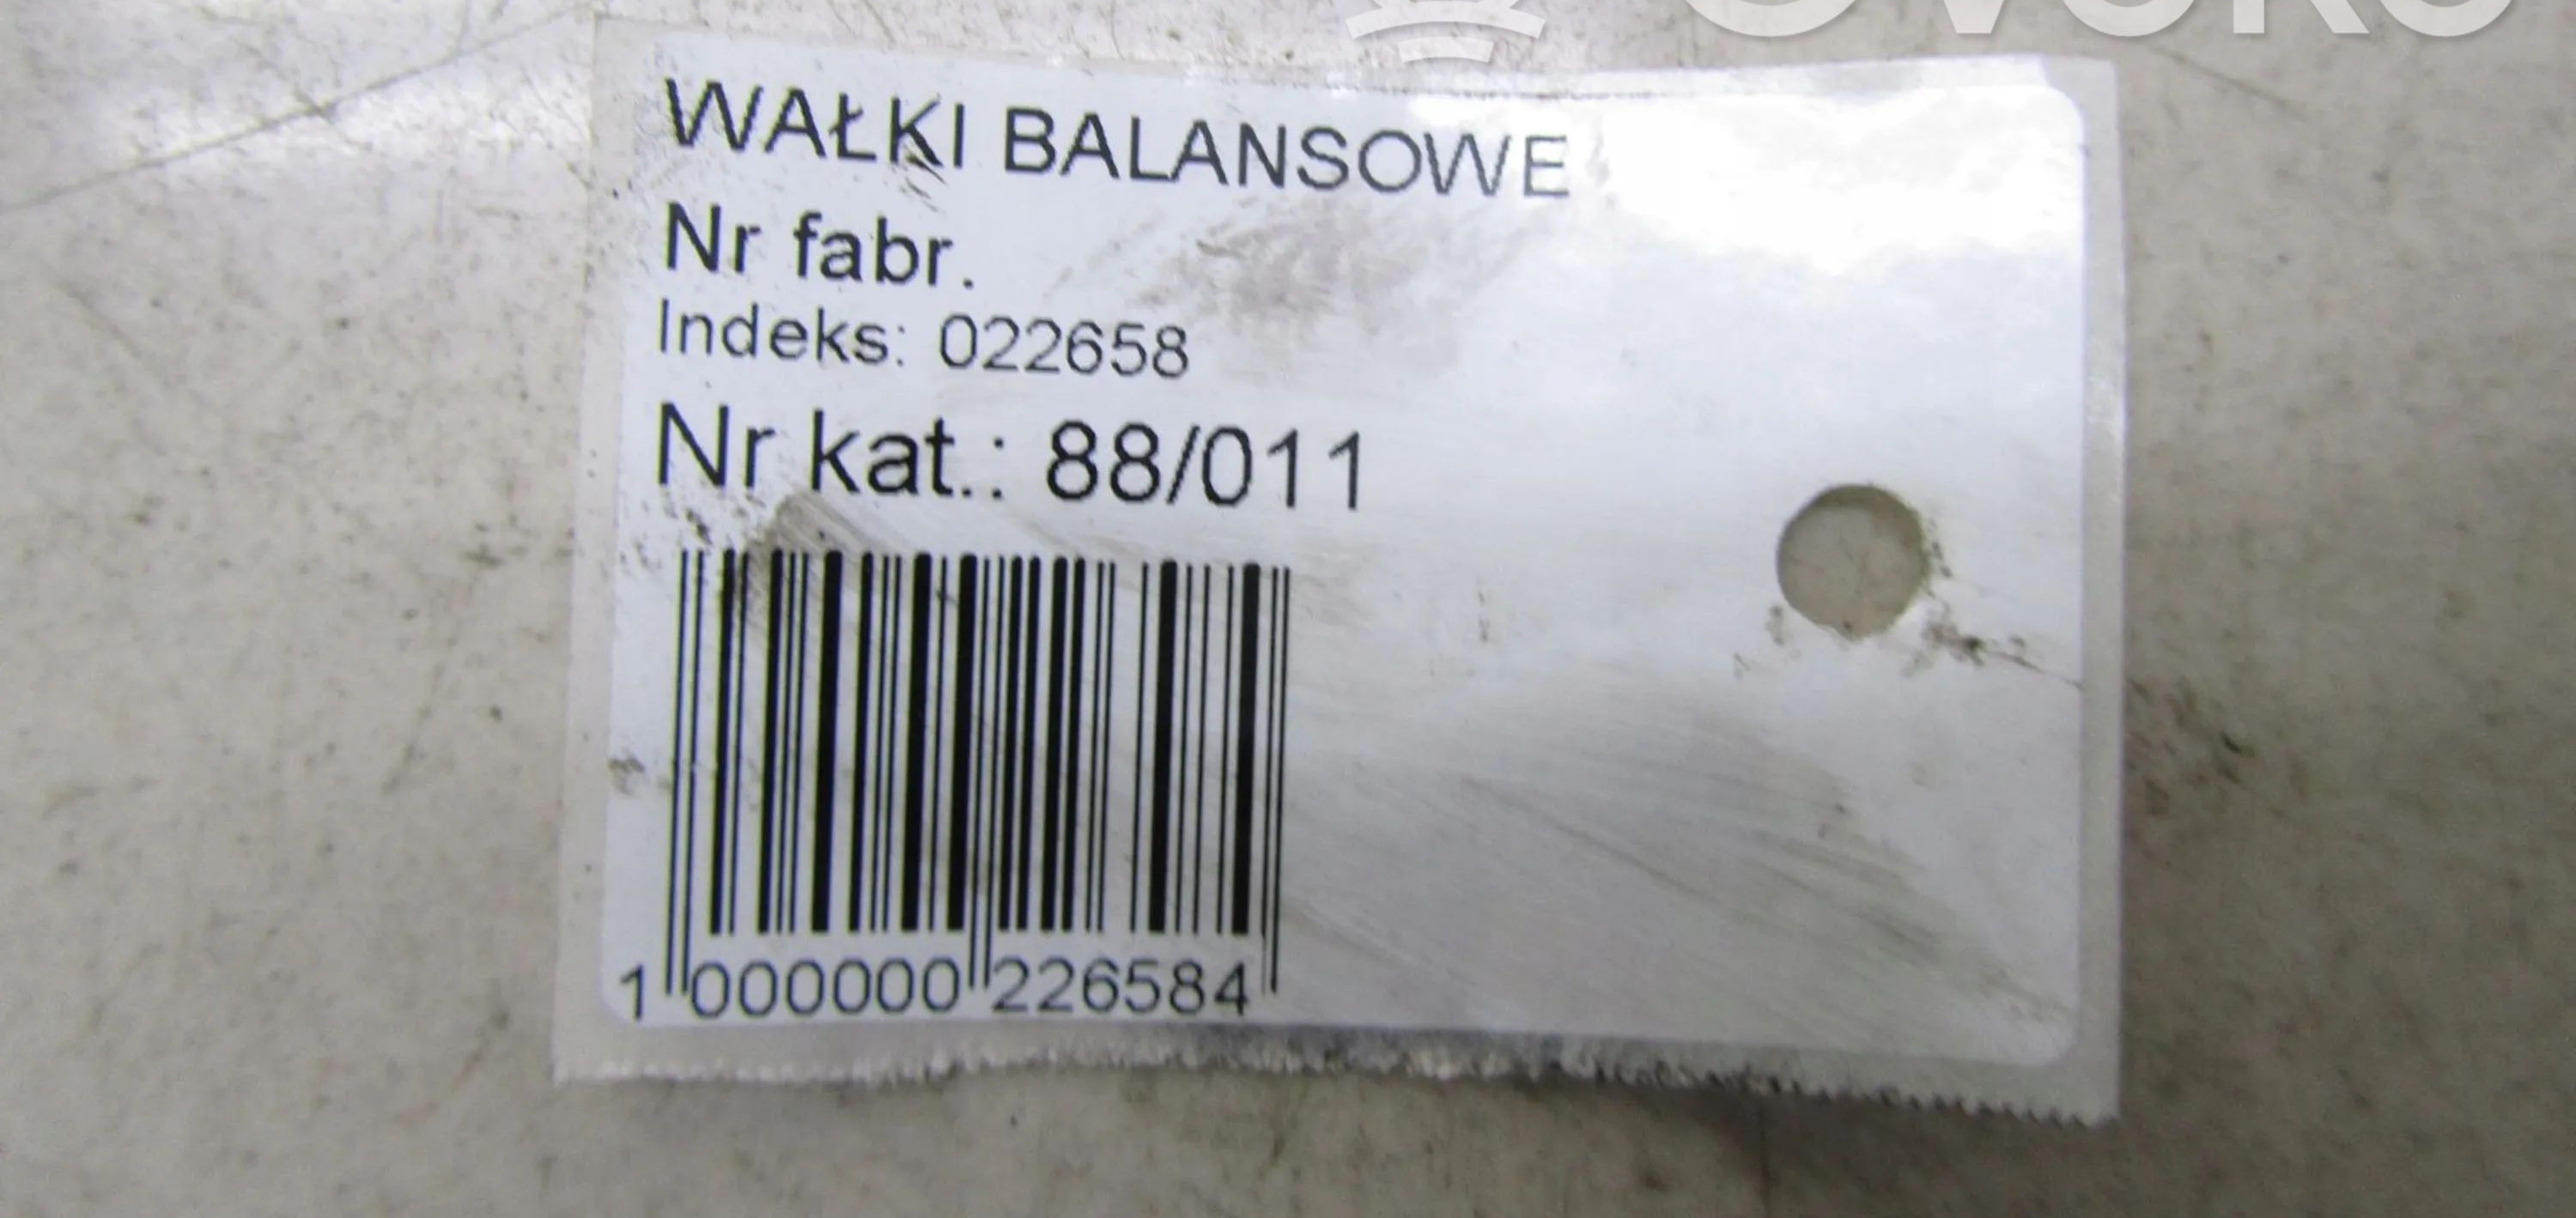 WAŁKI BALANSOWE
Nr fabr.
Indeks: 022658
Nr kat.: 88/011
1 000000 226584